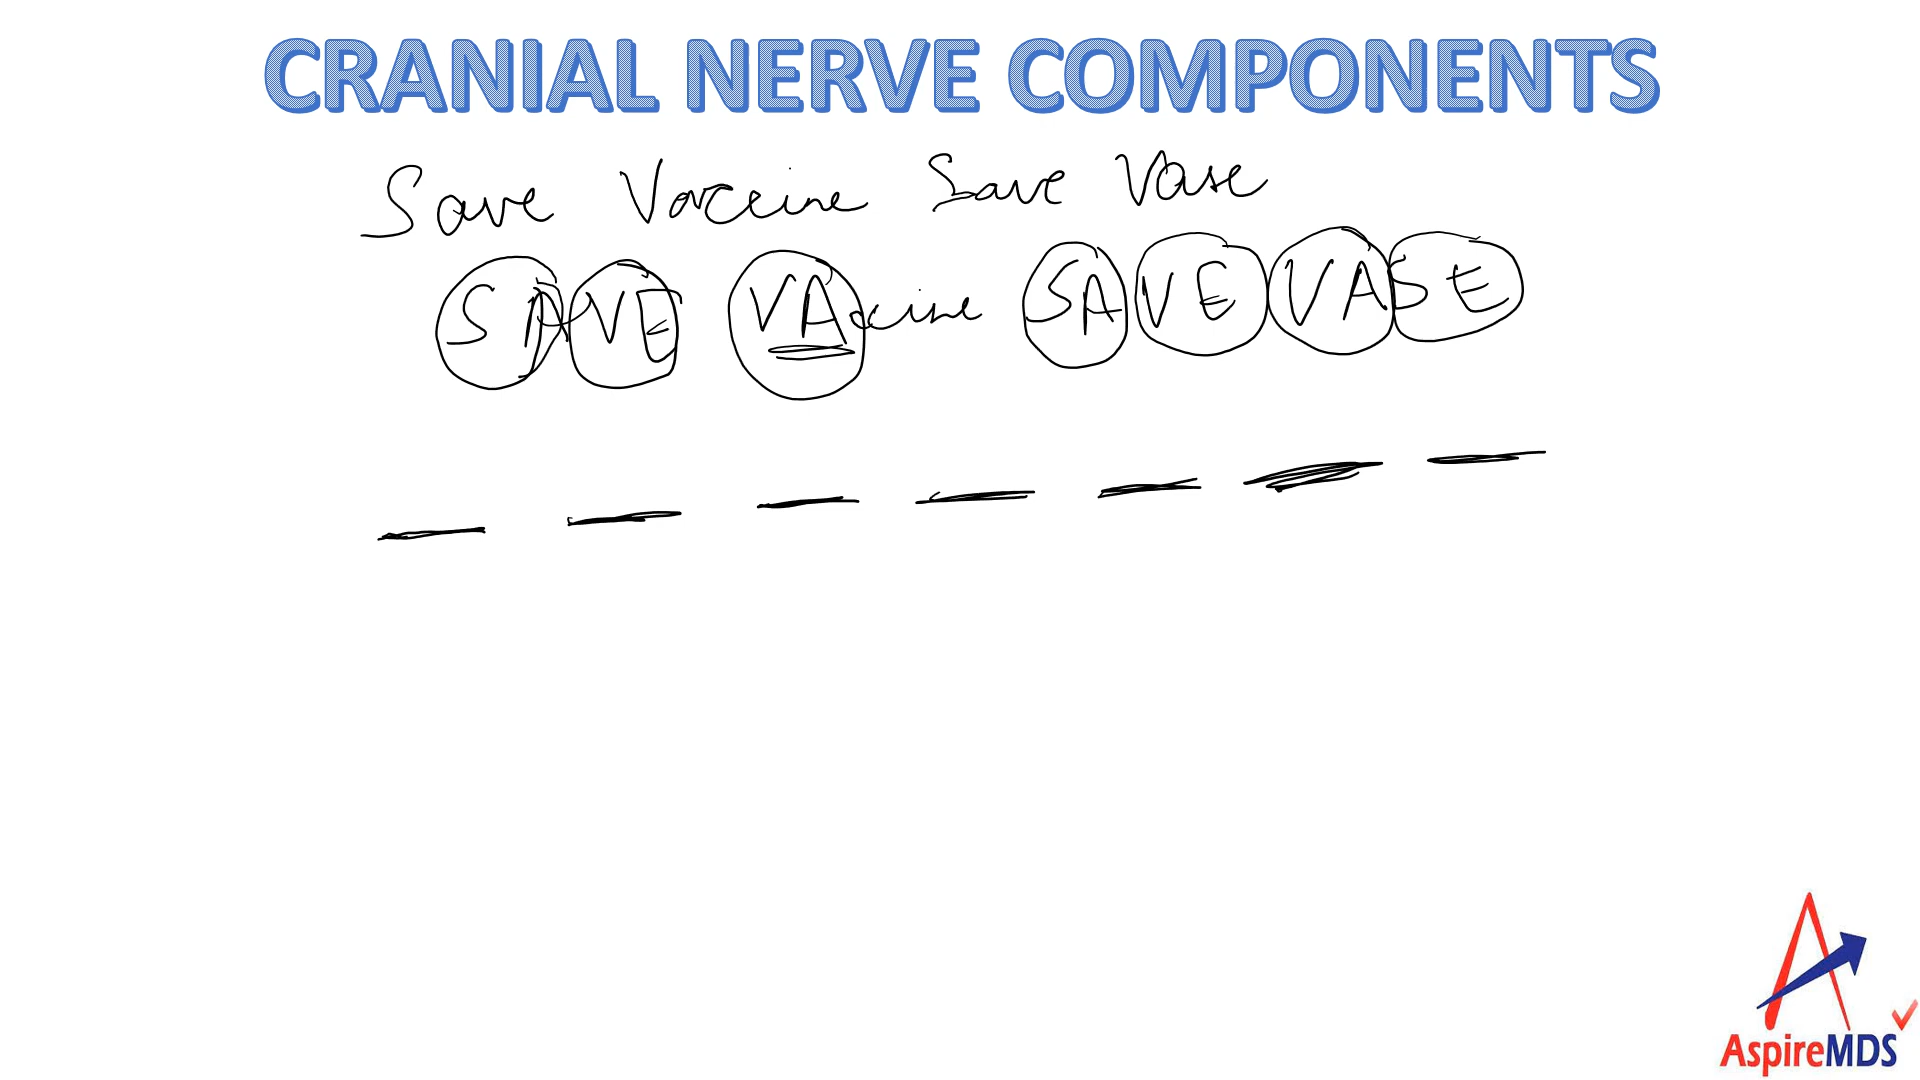 CRANIAL NERVE COMPONENTS
Save Vaccine Save Vase
SAVE VAccine SAVE VASE
AspireMDS